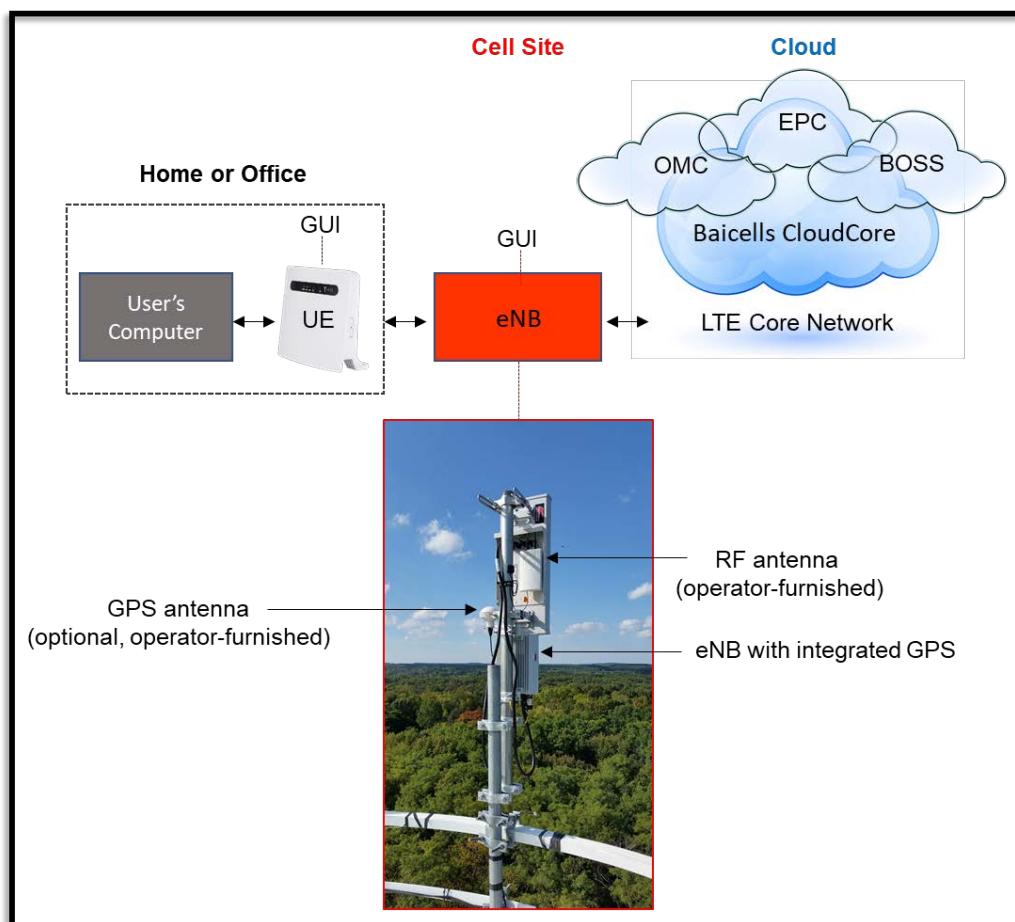 Cell Site
Cloud
EPC
OMC
BOSS
Home or Office
Baicells CloudCore
GUI
GUI
User's
Computer
UE
eNB
LTE Core Network
RF antenna
(operator-furnished)
GPS antenna
(optional, operator-furnished)
eNB with integrated GPS